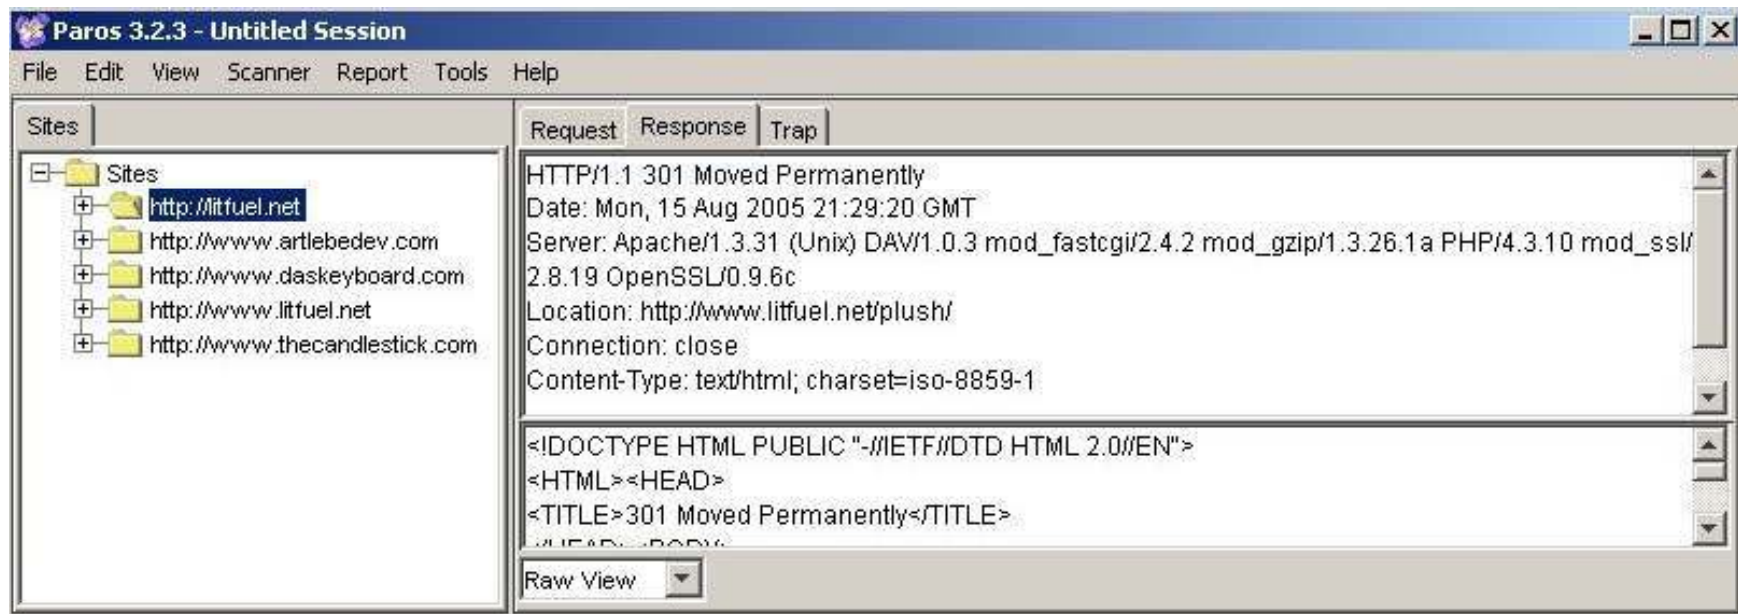 Paros 3.2.3 - Untitled Session
File Edit View Scanner Report Tools Help
Sites
Sites
http://litfuel.net
http://www.artlebedev.com
http://www.daskeyboard.com
http://www.litfuel.net
http://www.thecandlestick.com
Request Response Trap
HTTP/1.1 301 Moved Permanently
Date: Mon, 15 Aug 2005 21:29:20 GMT
Server: Apache/1.3.31 (Unix) DAV/1.0.3 mod_fastcgi/2.4.2 mod_gzip/1.3.26.1a PHP/4.3.10 mod_ssl/
2.8.19 OpenSSL/0.9.6c
Location: http://www.litfuel.net/plush/
Connection: close
Content-Type: text/html; charset=iso-8859-1
<!DOCTYPE HTML PUBLIC "-//IETF//DTD HTML 2.0//EN">
<HTML><HEAD>
<TITLE>301 Moved Permanently</TITLE>
</HEAD><BODY>
Raw View